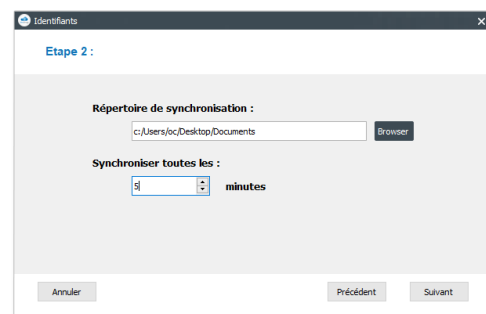 Identifiants
Etape 2 :
Répertoire de synchronisation :
c:/Users/oc/Desktop/Documents
Browser
Synchroniser toutes les :
5 minutes
Annuler Précédent Suivant